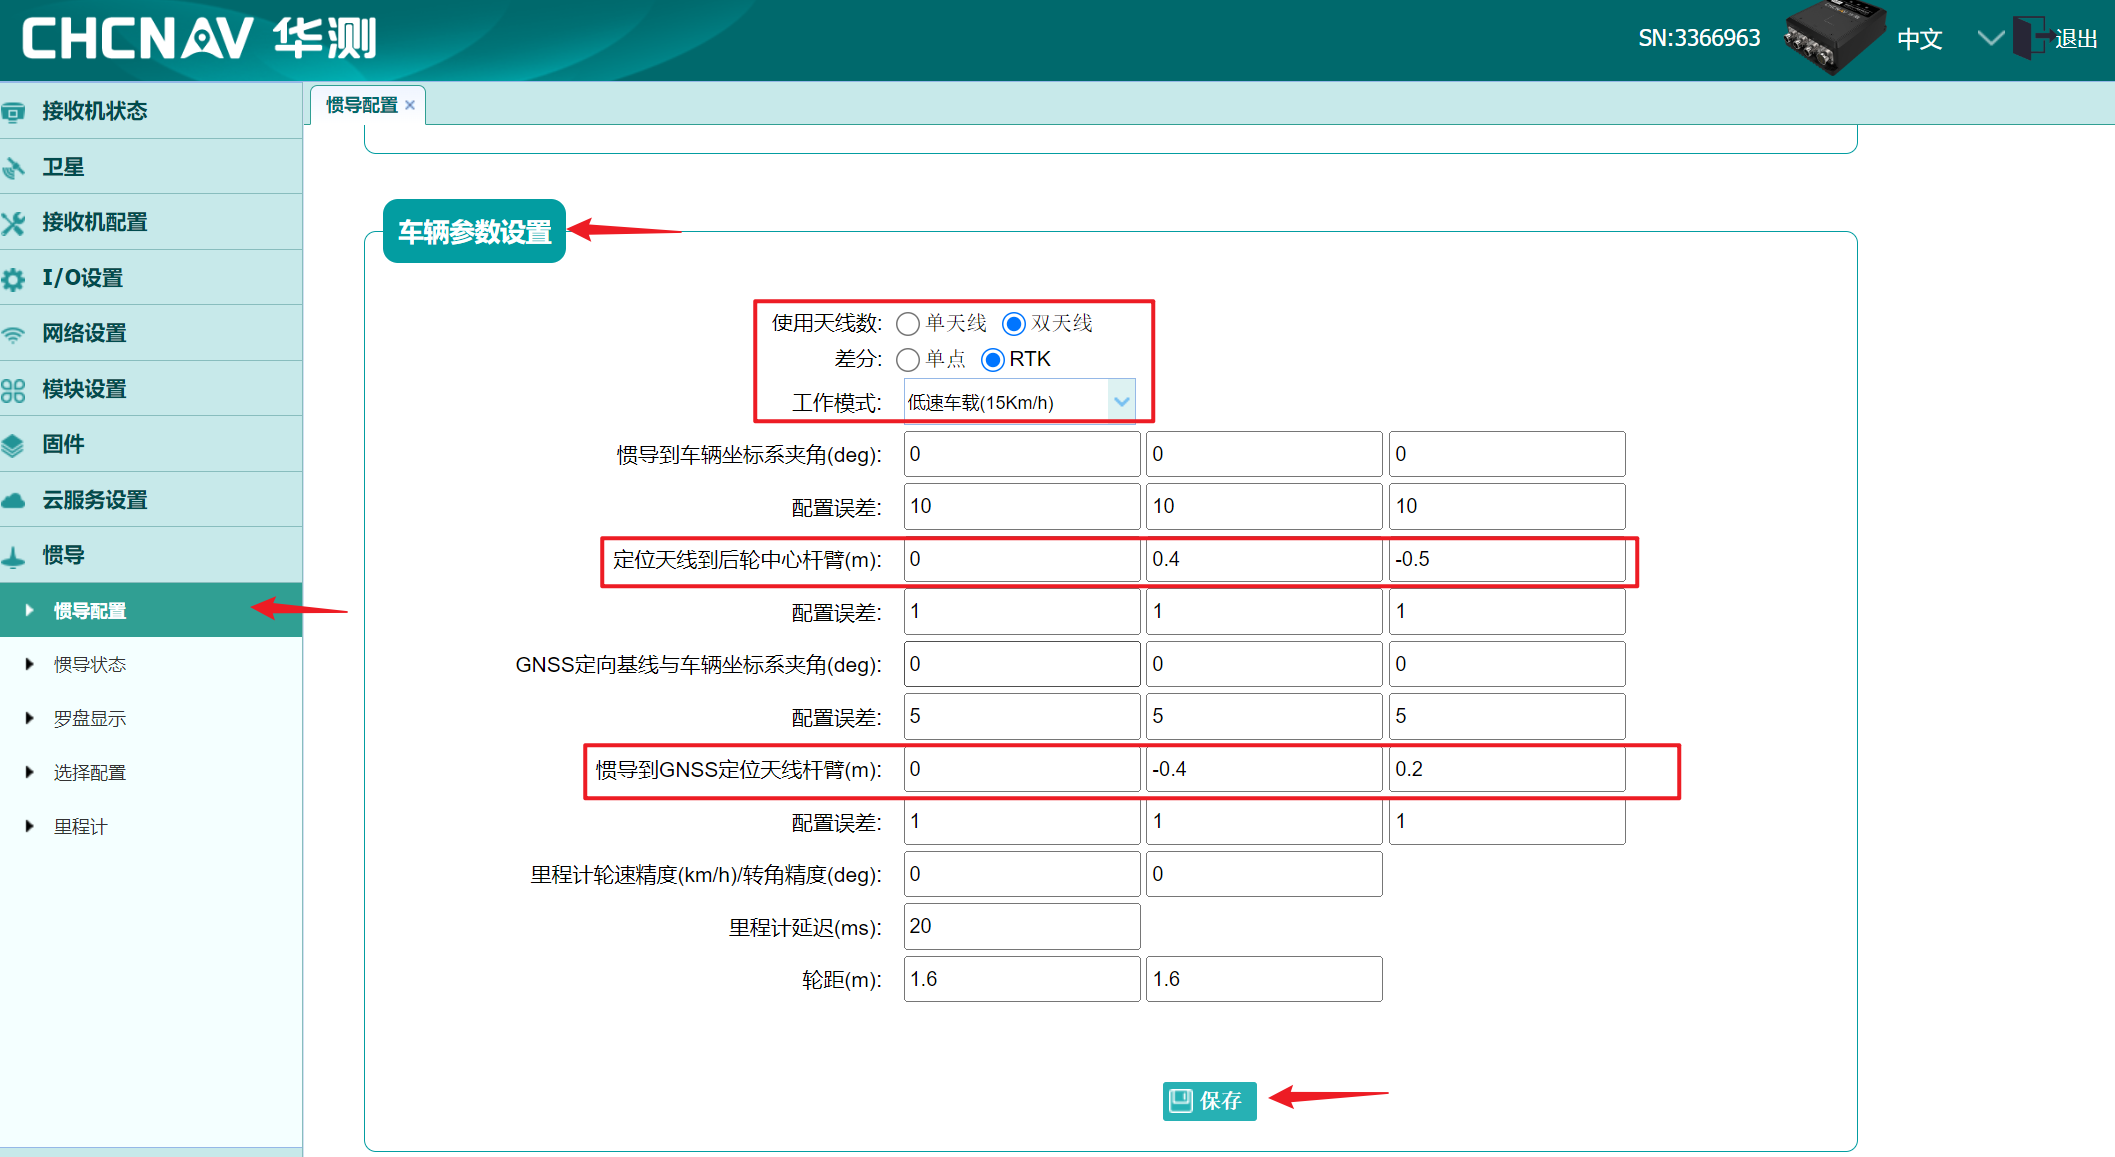 CHCNAV 华测
SN:3366963
中文
退出
接收机状态
卫星
接收机配置
I/O设置
网络设置
模块设置
固件
云服务设置
惯导
惯导配置
惯导状态
罗盘显示
选择配置
里程计
惯导配置 ×
车辆参数设置
使用天线数: 单天线 双天线
差分: 单点 RTK
工作模式: 低速车载(15Km/h)
惯导到车辆坐标系夹角(deg): 0 0 0
配置误差: 10 10 10
定位天线到后轮中心杆臂(m): 0 0.4 -0.5
配置误差: 1 1 1
GNSS定向基线与车辆坐标系夹角(deg): 0 0 0
配置误差: 5 5 5
惯导到GNSS定位天线杆臂(m): 0 -0.4 0.2
配置误差: 1 1 1
里程计轮速精度(km/h)/转角精度(deg): 0 0
里程计延迟(ms): 20
轮距(m): 1.6 1.6
保存